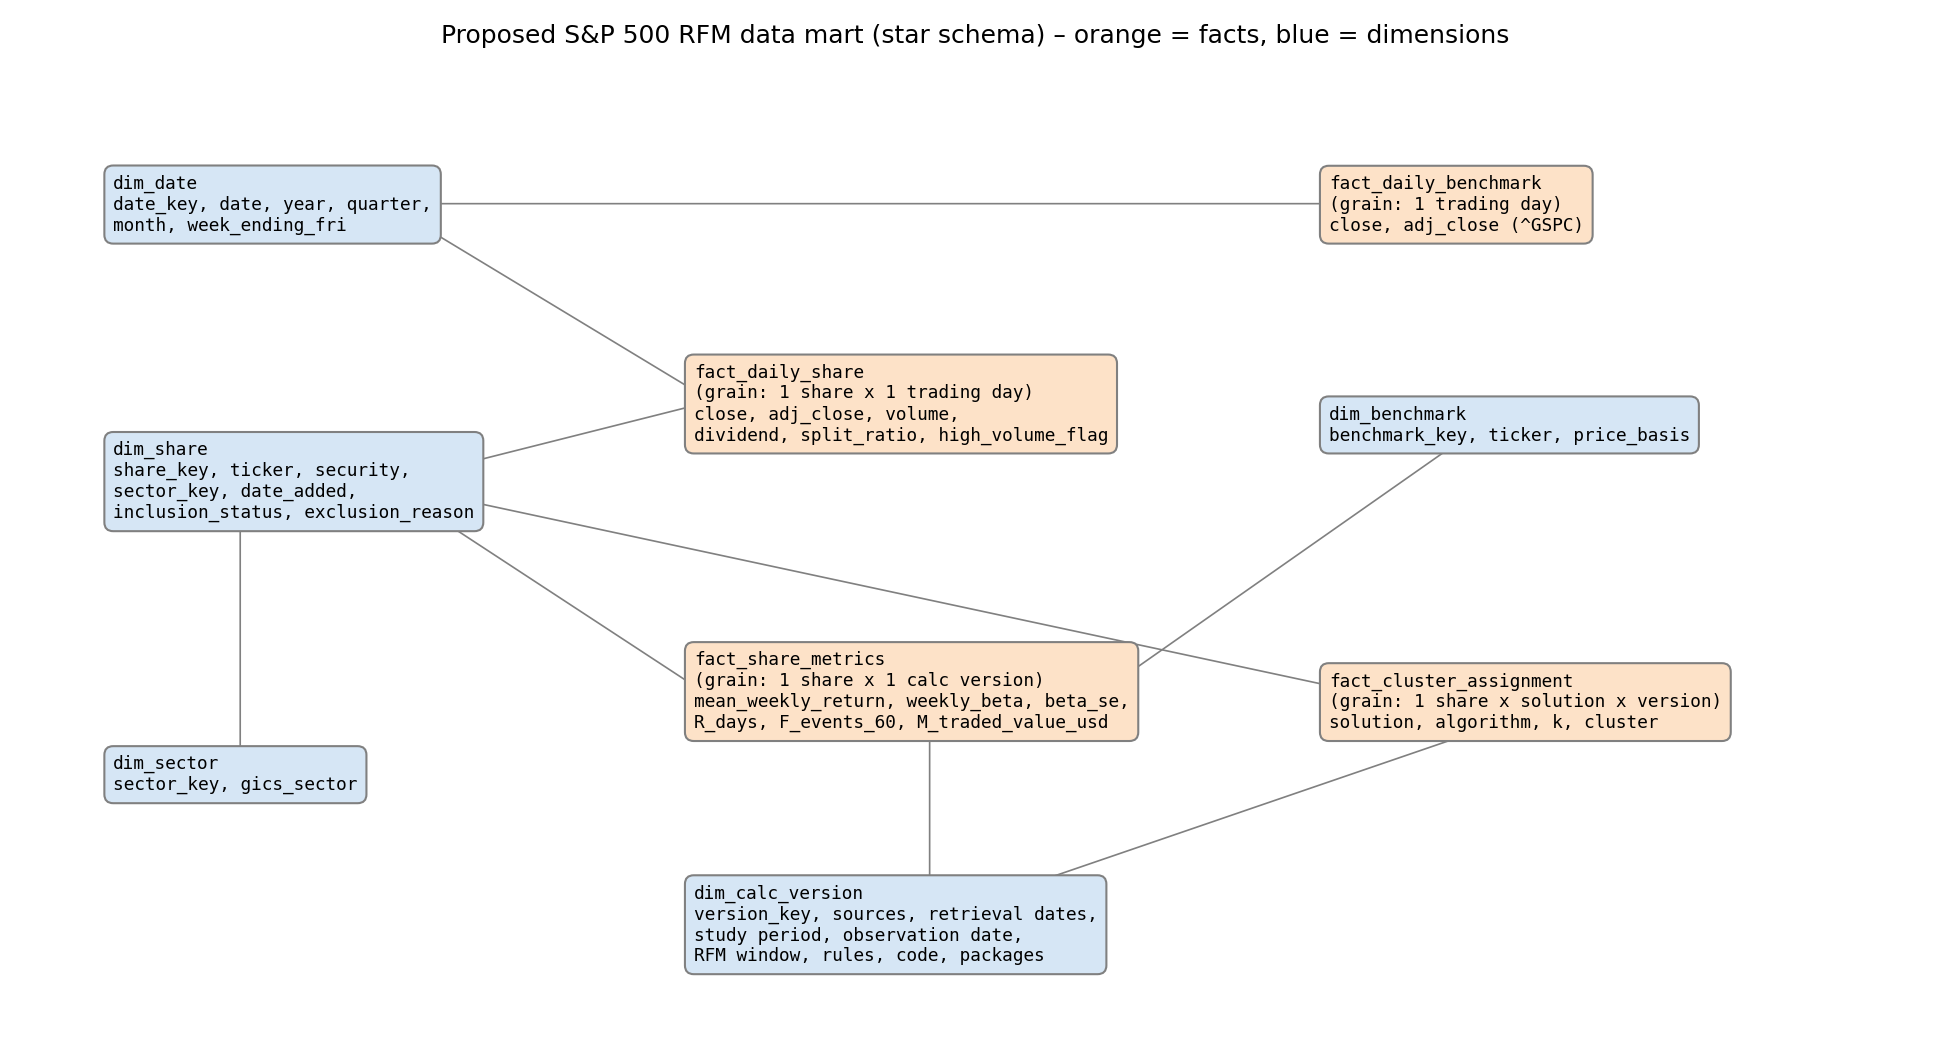 Proposed S&P 500 RFM data mart (star schema) – orange = facts, blue = dimensions
dim_date
date_key, date, year, quarter,
month, week_ending_fri
fact_daily_benchmark
(grain: 1 trading day)
close, adj_close (^GSPC)
fact_daily_share
(grain: 1 share x 1 trading day)
close, adj_close, volume,
dividend, split_ratio, high_volume_flag
dim_benchmark
benchmark_key, ticker, price_basis
dim_share
share_key, ticker, security,
sector_key, date_added,
inclusion_status, exclusion_reason
fact_share_metrics
(grain: 1 share x 1 calc version)
mean_weekly_return, weekly_beta, beta_se,
R_days, F_events_60, M_traded_value_usd
fact_cluster_assignment
(grain: 1 share x solution x version)
solution, algorithm, k, cluster
dim_sector
sector_key, gics_sector
dim_calc_version
version_key, sources, retrieval dates,
study period, observation date,
RFM window, rules, code, packages